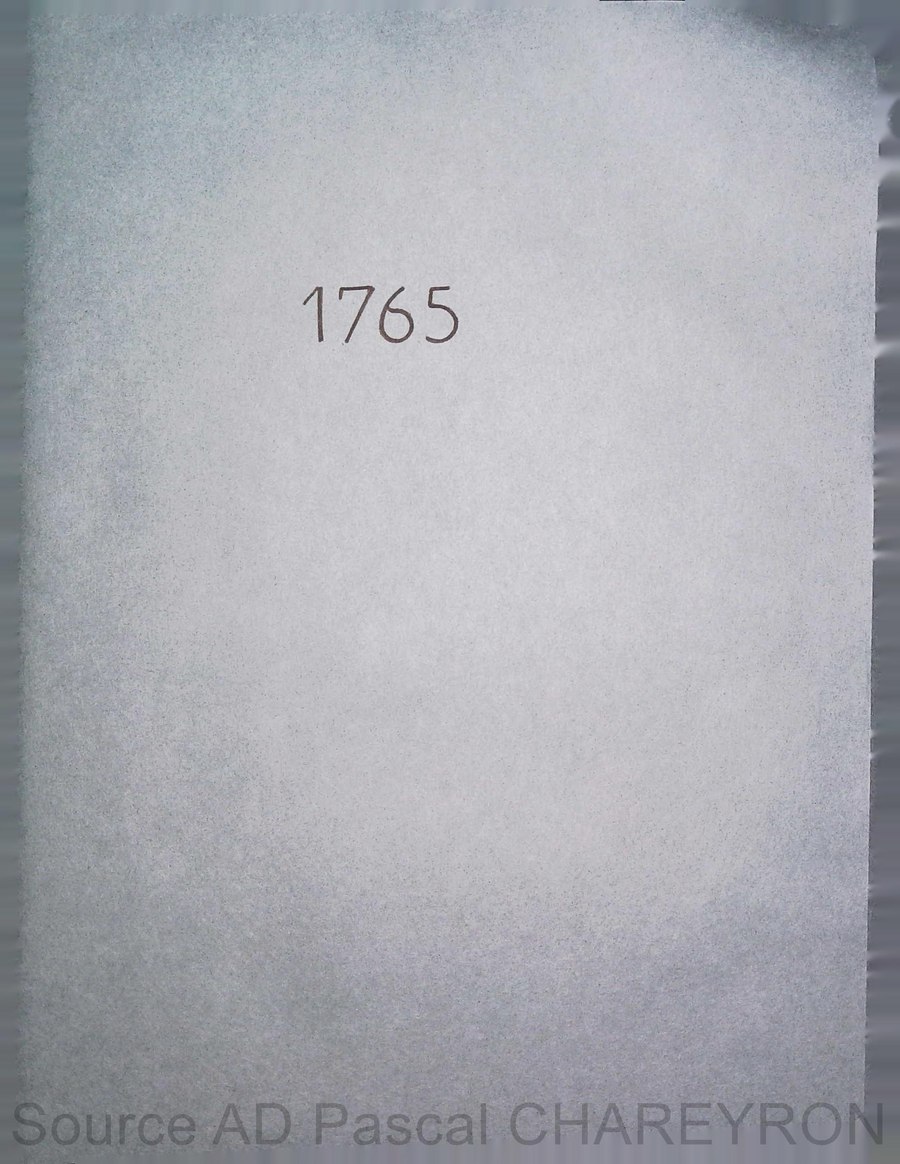 1765
Source AD Pascal CHAREYRON